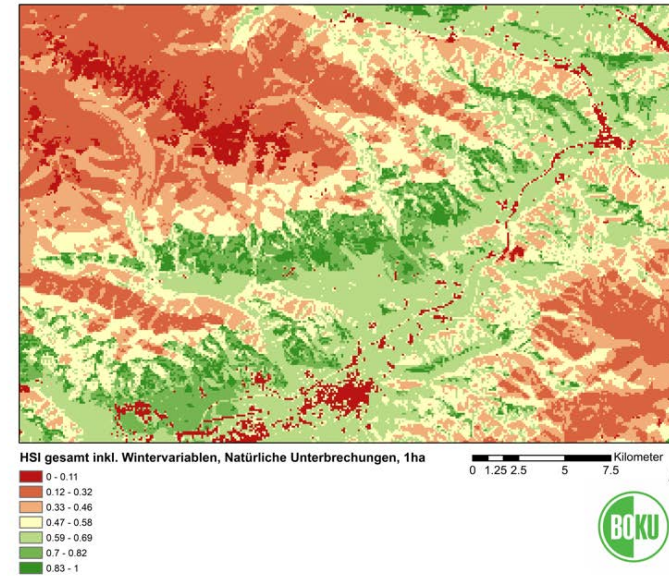 HSI gesamt inkl. Wintervariablen, Natürliche Unterbrechungen, 1ha
0 - 0.11
0.12 - 0.32
0.33 - 0.46
0.47 - 0.58
0.59 - 0.69
0.7 - 0.82
0.83 - 1
Kilometer
0 1.25 2.5 5 7.5
BOKU